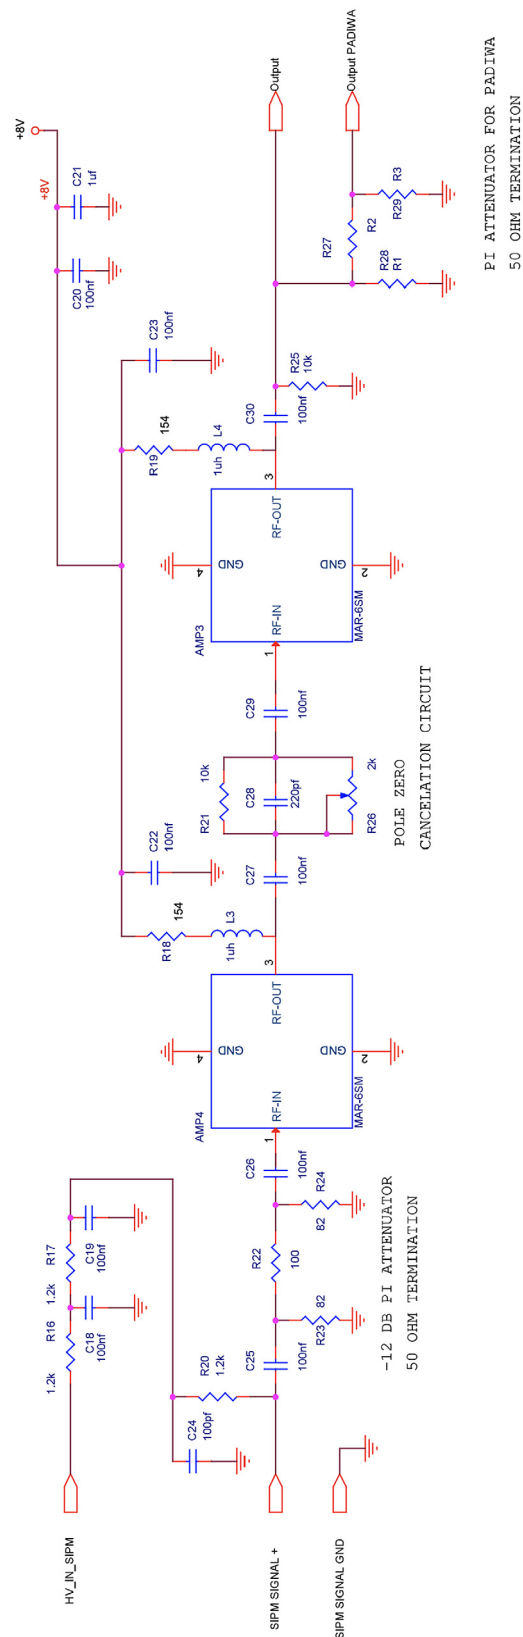 HV_IN_SIPM
1.2k
R16
1.2k
R17
C18
100nf
C19
100nf
C24
100pf
R20
1.2k
SIPM SIGNAL +
SIPM SIGNAL GND
C25
100nf
R23
82
R22
100
82
R24
-12 DB PI ATTENUATOR
50 OHM TERMINATION
C26
100nf
1
AMP4
RF-IN
GND
4
GND
2
RF-OUT
3
MAR-6SM
R18
154
L3
1uh
C22
100nf
C27
100nf
R21
10k
C28
220pf
R26
2k
POLE ZERO
CANCELATION CIRCUIT
C29
100nf
1
AMP3
RF-IN
GND
4
GND
2
RF-OUT
3
MAR-6SM
R19
154
L4
1uh
C23
100nf
C30
100nf
R25
10k
C20
100nf
C21
1uf
+8V
+8V
Output
Output PADIWA
R28
R1
R27
R2
R29
R3
PI ATTENUATOR FOR PADIWA
50 OHM TERMINATION